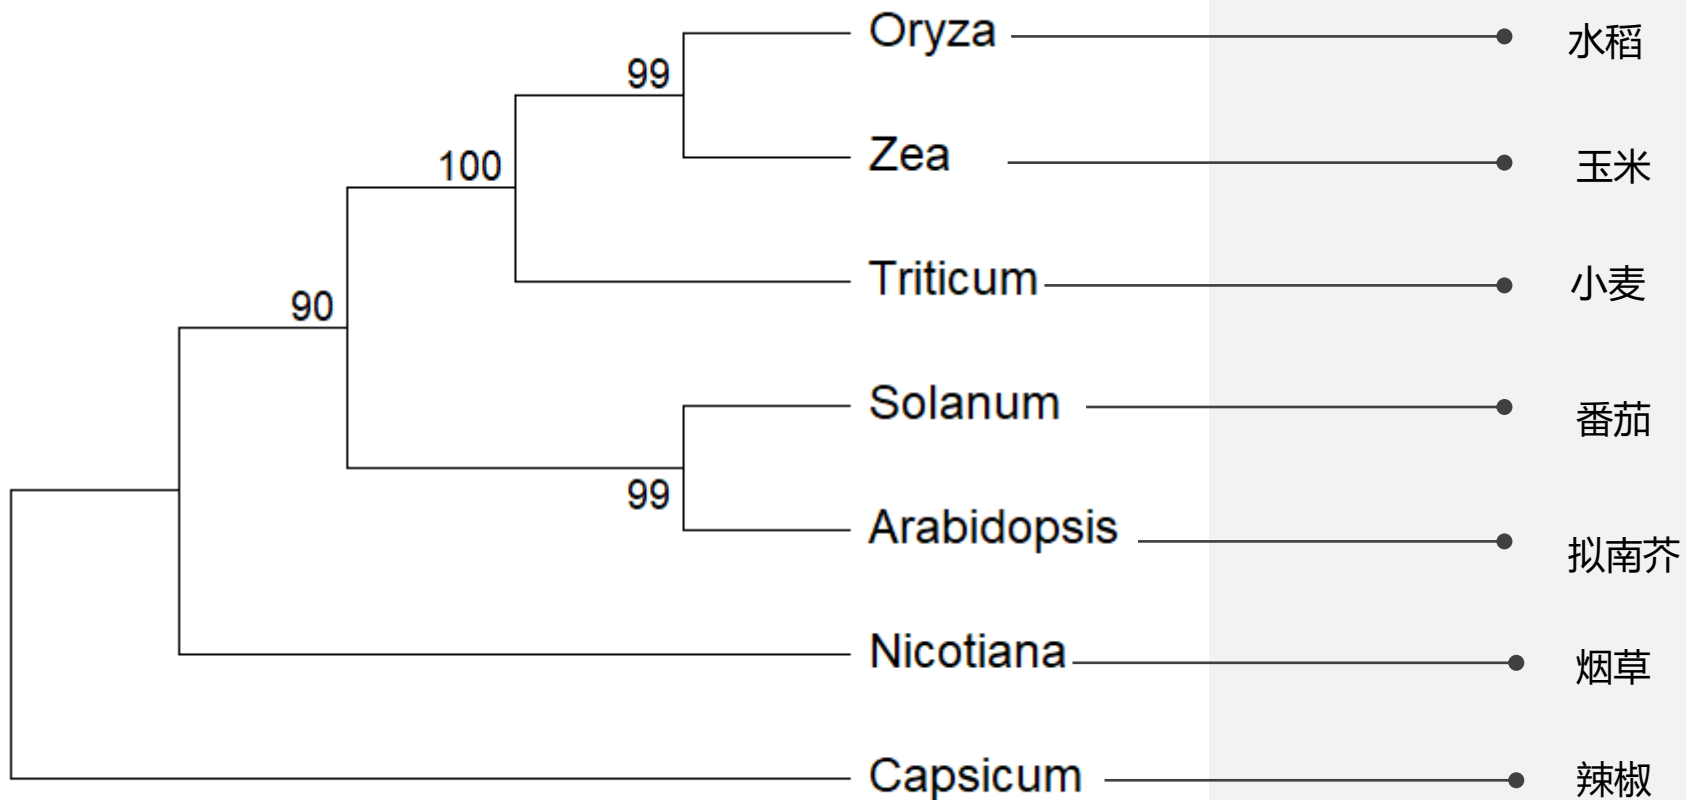 Oryza 水稻
99
Zea 玉米
100
Triticum 小麦
90
Solanum 番茄
99
Arabidopsis 拟南芥
Nicotiana 烟草
Capsicum 辣椒